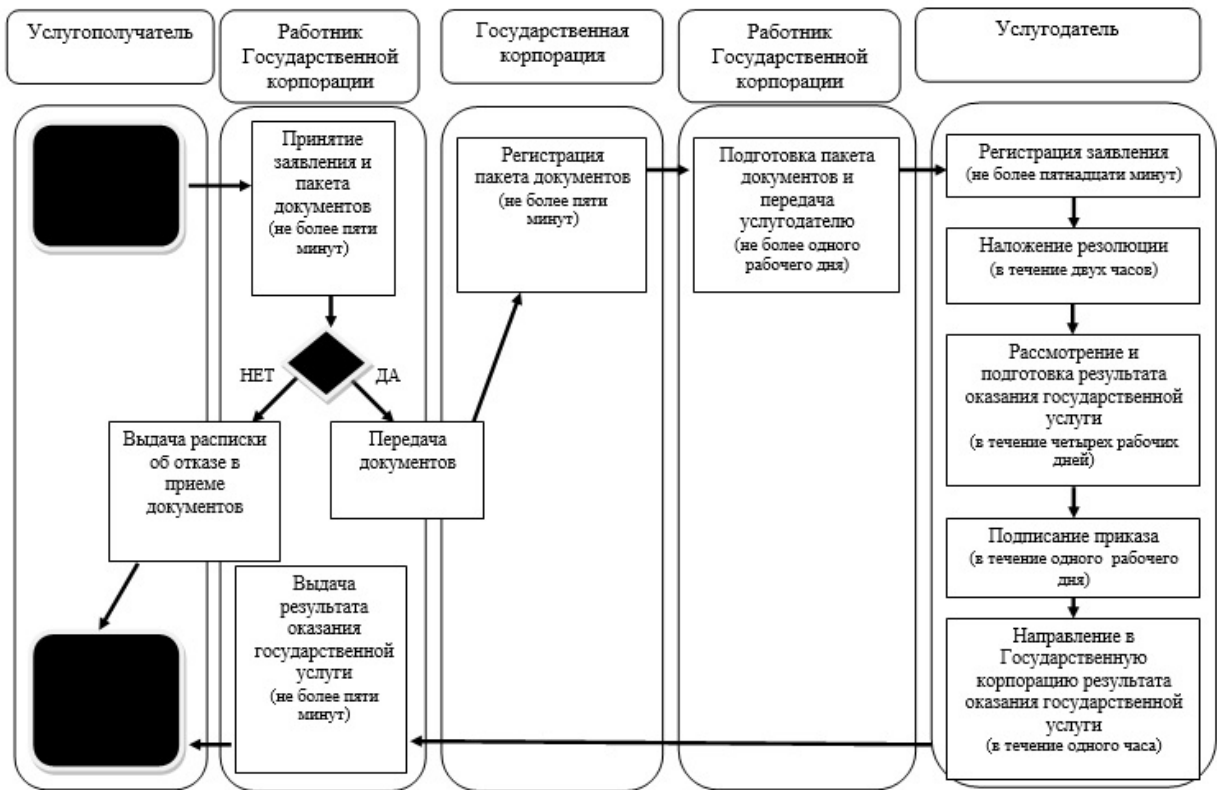 Услугополучатель
Работник
Государственной
корпорации
Государственная
корпорация
Работник
Государственной
корпорации
Услугодатель
Принятие
заявления и
пакета
документов
(не более пяти
минут)
НЕТ
ДА
Выдача расписки
об отказе в
приеме
документов
Передача
документов
Выдача
результата
оказания
государственной
услуги
(не более пяти
минут)
Регистрация
пакета документов
(не более пяти
минут)
Подготовка пакета
документов и
передача
услугодателю
(не более одного
рабочего дня)
Регистрация заявления
(не более пятнадцати минут)
Наложение резолюции
(в течение двух часов)
Рассмотрение и
подготовка результата
оказания государственной
услуги
(в течение четырех рабочих
дней)
Подписание приказа
(в течение одного рабочего
дня)
Направление в
Государственную
корпорацию результата
оказания государственной
услуги
(в течение одного часа)